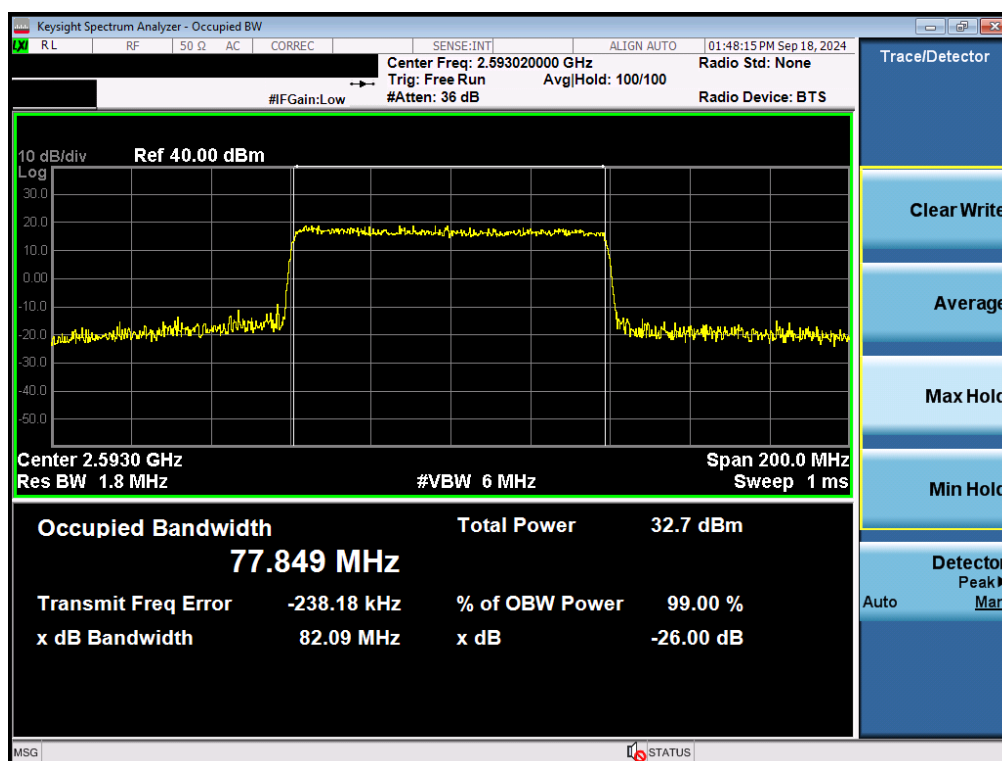 Keysight Spectrum Analyzer - Occupied BW
LXI RL RF 50 Ω AC CORREC SENSE:INT ALIGN AUTO 01:48:15 PM Sep 18, 2024
Center Freq: 2.593020000 GHz Radio Std: None
Trig: Free Run Avg|Hold: 100/100
#IFGain:Low #Atten: 36 dB Radio Device: BTS
10 dB/div Ref 40.00 dBm
Log
30.0
20.0
10.0
0.00
-10.0
-20.0
-30.0
-40.0
-50.0
Center 2.5930 GHz Span 200.0 MHz
Res BW 1.8 MHz #VBW 6 MHz Sweep 1 ms
Occupied Bandwidth Total Power 32.7 dBm
77.849 MHz
Transmit Freq Error -238.18 kHz % of OBW Power 99.00 %
x dB Bandwidth 82.09 MHz x dB -26.00 dB
Trace/Detector
Clear Write
Average
Max Hold
Min Hold
Detector
Peak▶
Auto Man
MSG STATUS